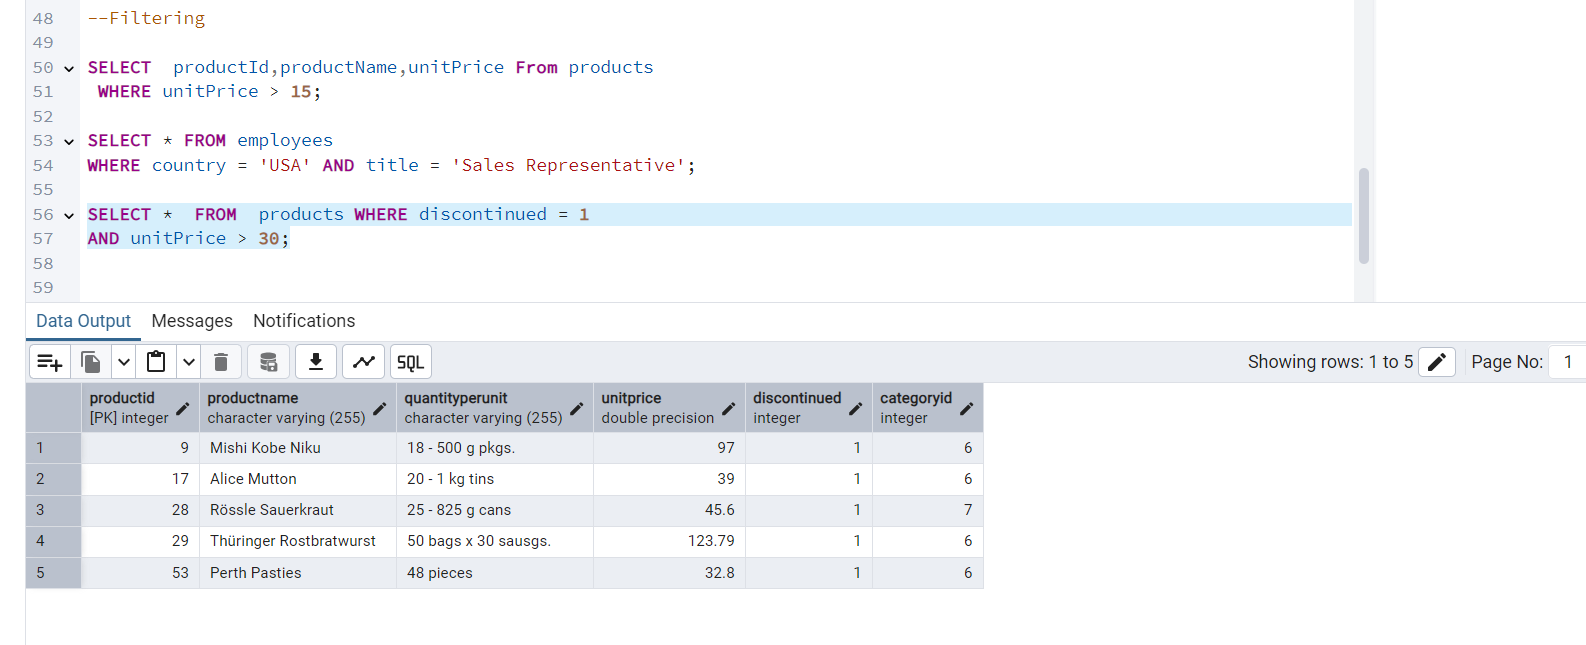 48 --Filtering
49
50 SELECT  productId,productName,unitPrice From products
51 WHERE unitPrice > 15;
52
53 SELECT * FROM employees
54 WHERE country = 'USA' AND title = 'Sales Representative';
55
56 SELECT *  FROM  products WHERE discontinued = 1
57 AND unitPrice > 30;
58
59
Data Output Messages Notifications
SQL Showing rows: 1 to 5 Page No: 1
productid productname quantityperunit unitprice discontinued categoryid
[PK] integer character varying (255) character varying (255) double precision integer integer
1 9 Mishi Kobe Niku 18 - 500 g pkgs. 97 1 6
2 17 Alice Mutton 20 - 1 kg tins 39 1 6
3 28 Rössle Sauerkraut 25 - 825 g cans 45.6 1 7
4 29 Thüringer Rostbratwurst 50 bags x 30 sausgs. 123.79 1 6
5 53 Perth Pasties 48 pieces 32.8 1 6